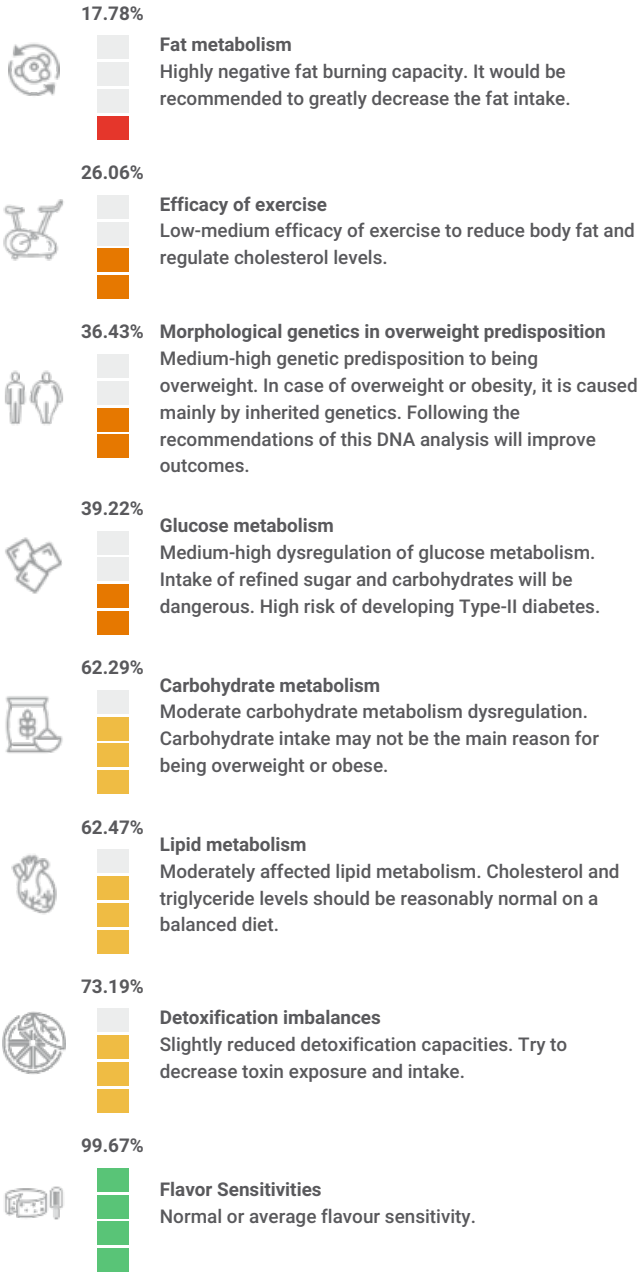 17.78%
Fat metabolism
Highly negative fat burning capacity. It would be
recommended to greatly decrease the fat intake.
26.06%
Efficacy of exercise
Low-medium efficacy of exercise to reduce body fat and
regulate cholesterol levels.
36.43%
Morphological genetics in overweight predisposition
Medium-high genetic predisposition to being
overweight. In case of overweight or obesity, it is caused
mainly by inherited genetics. Following the
recommendations of this DNA analysis will improve
outcomes.
39.22%
Glucose metabolism
Medium-high dysregulation of glucose metabolism.
Intake of refined sugar and carbohydrates will be
dangerous. High risk of developing Type-II diabetes.
62.29%
Carbohydrate metabolism
Moderate carbohydrate metabolism dysregulation.
Carbohydrate intake may not be the main reason for
being overweight or obese.
62.47%
Lipid metabolism
Moderately affected lipid metabolism. Cholesterol and
triglyceride levels should be reasonably normal on a
balanced diet.
73.19%
Detoxification imbalances
Slightly reduced detoxification capacities. Try to
decrease toxin exposure and intake.
99.67%
Flavor Sensitivities
Normal or average flavour sensitivity.